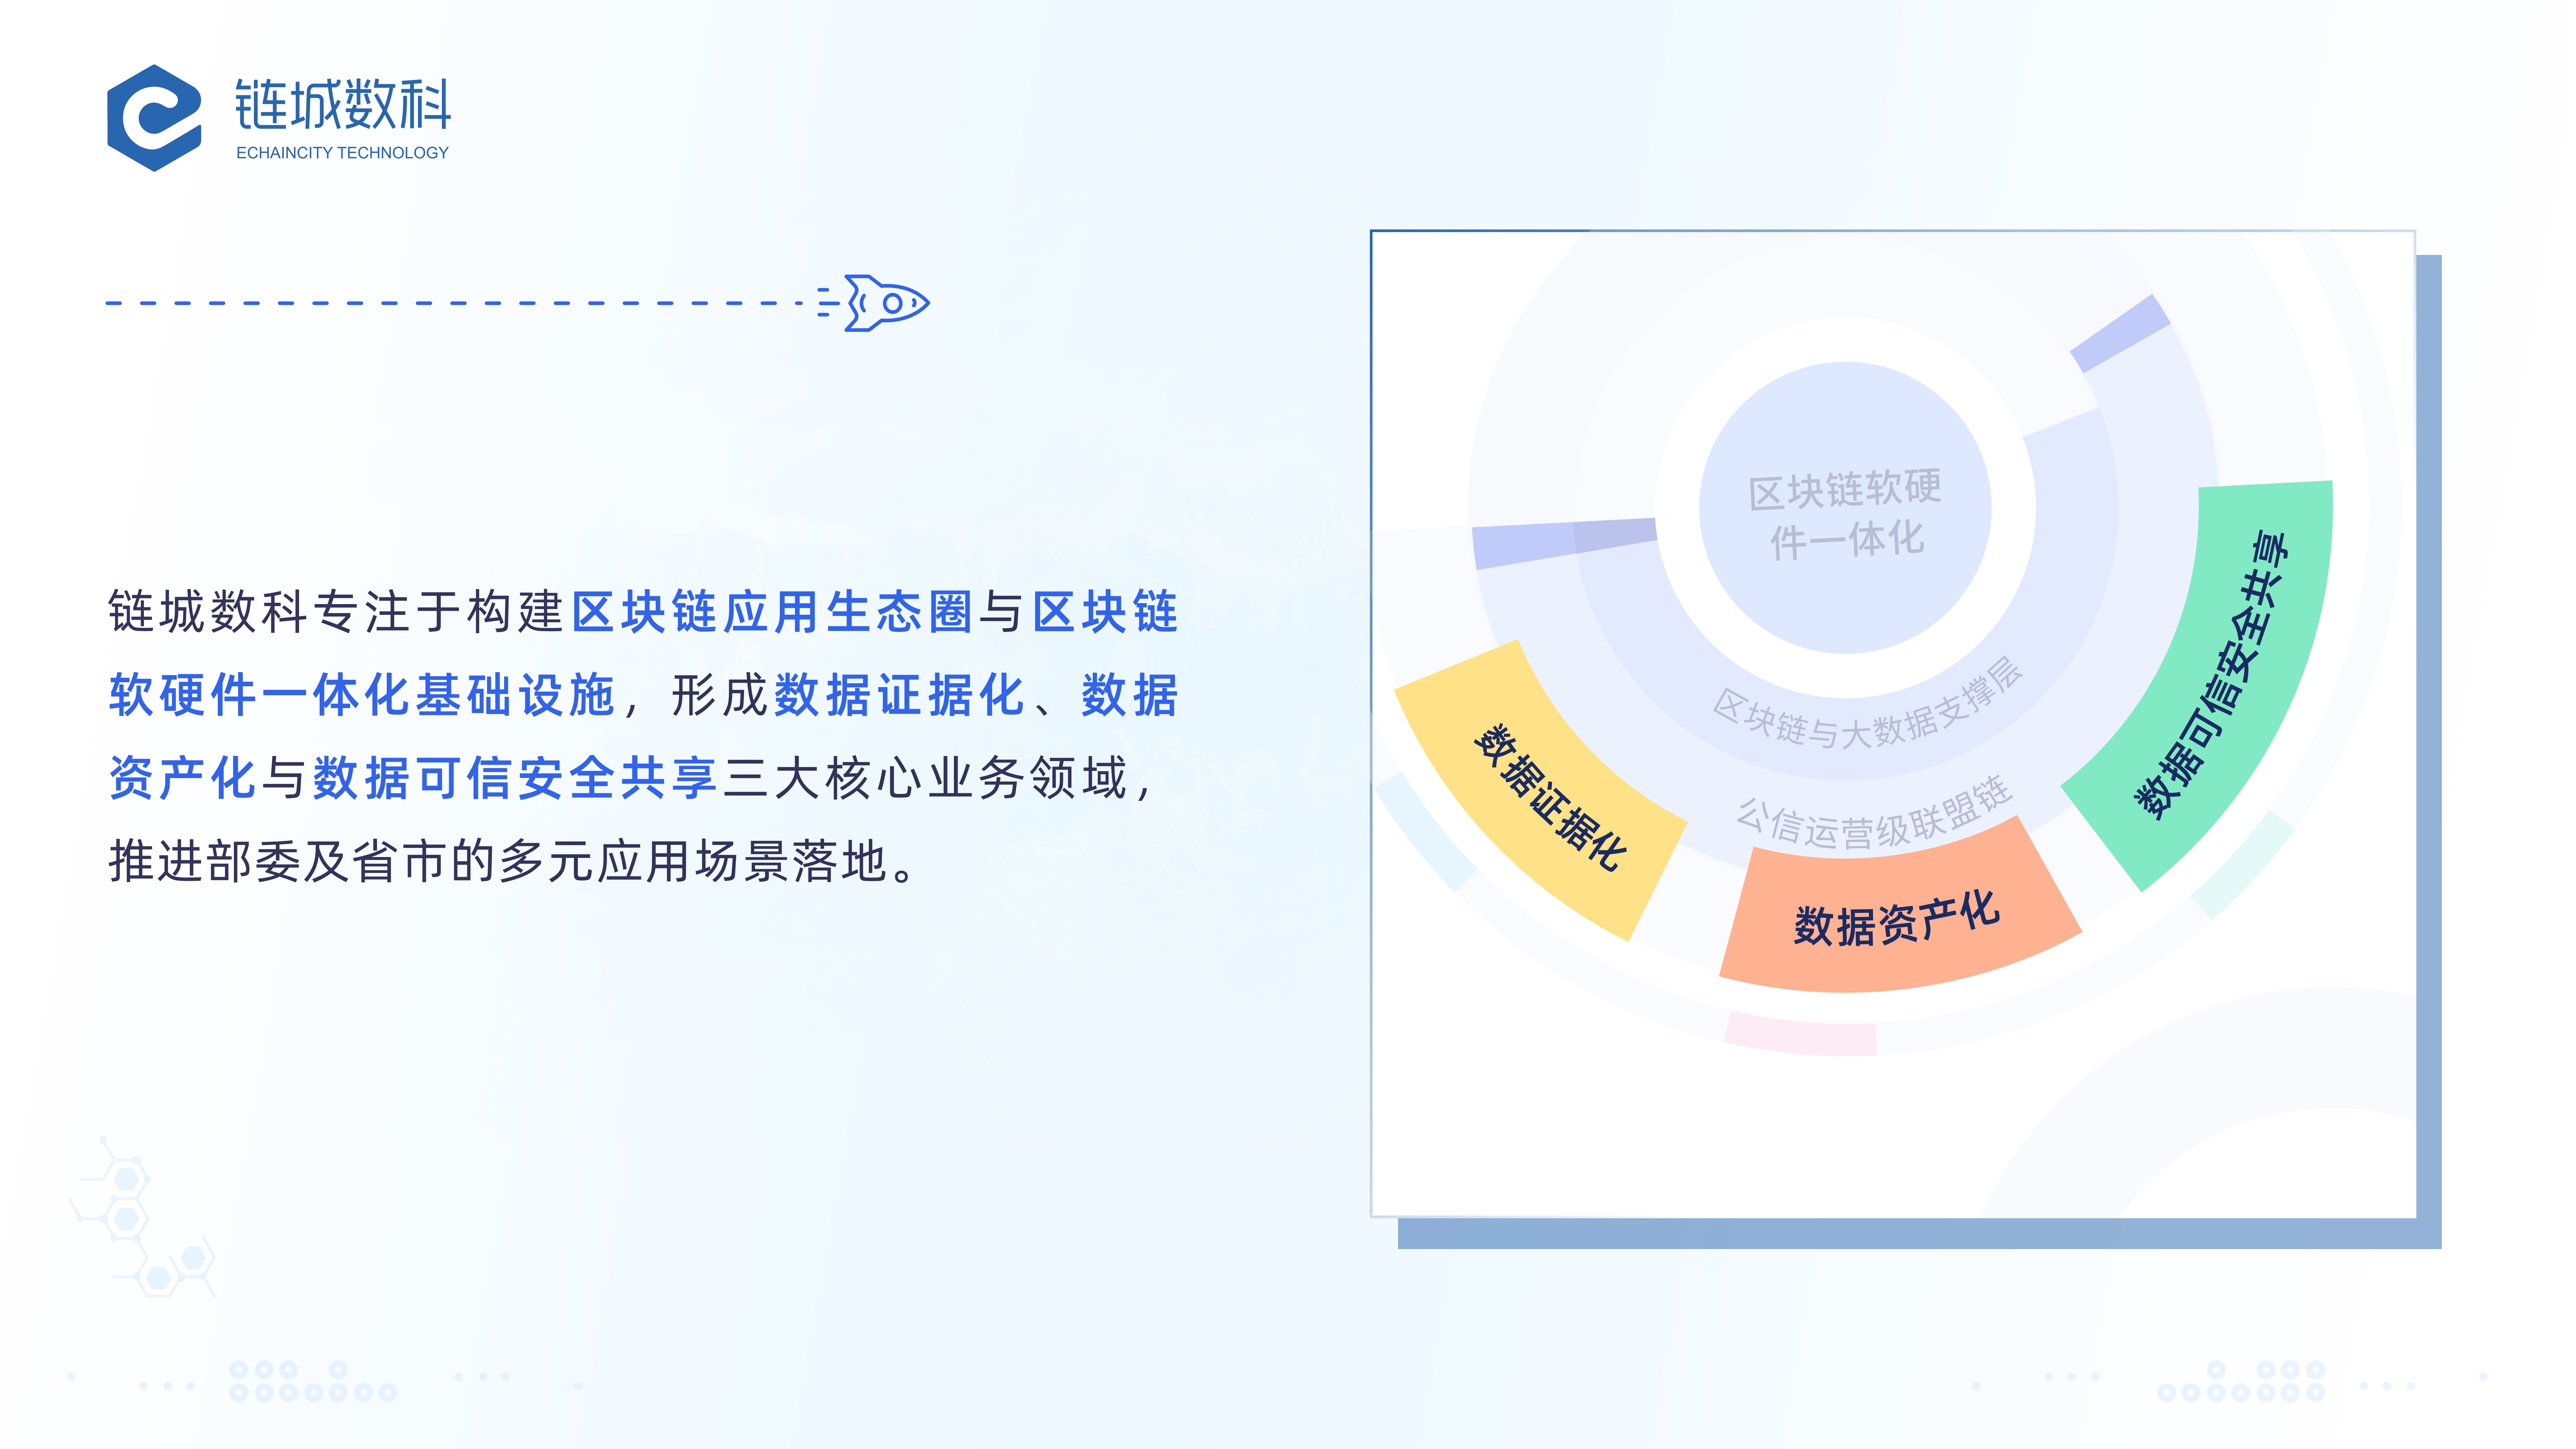 链城数科
ECHAINCITY TECHNOLOGY
链城数科专注于构建区块链应用生态圈与区块链
软硬件一体化基础设施，形成数据证据化、数据
资产化与数据可信安全共享三大核心业务领域，
推进部委及省市的多元应用场景落地。
区块链软硬
件一体化
区块链与大数据支撑层
公信运营级联盟链
数据证据化
数据资产化
数据可信安全共享